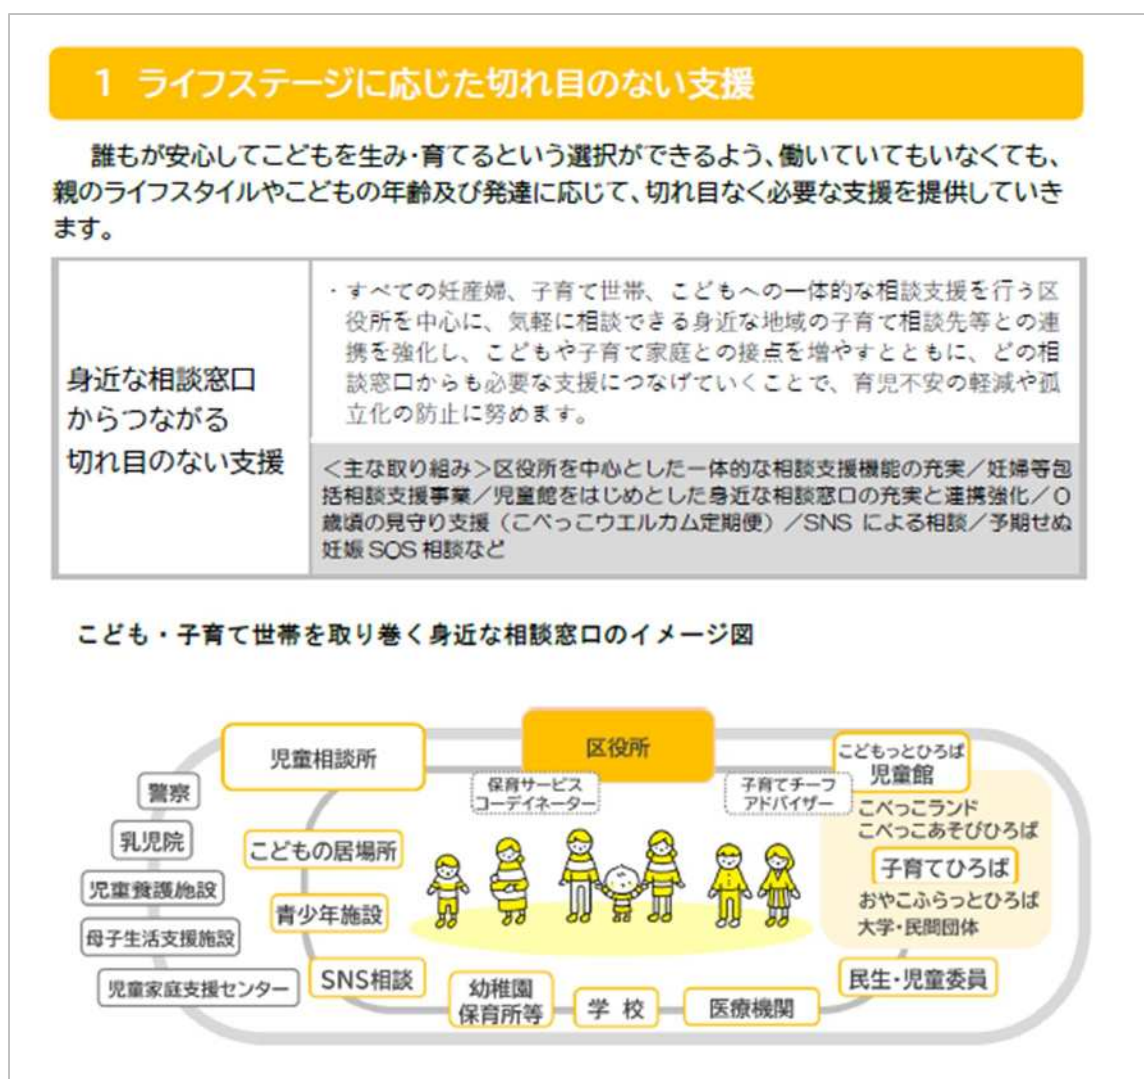 1 ライフステージに応じた切れ目のない支援
誰もが安心してこどもを生み・育てるという選択ができるよう、働いていてもいなくても、
親のライフスタイルやこどもの年齢及び発達に応じて、切れ目なく必要な支援を提供していき
ます。
身近な相談窓口
からつながる
切れ目のない支援
・すべての妊産婦、子育て世帯、こどもへの一体的な相談支援を行う区
役所を中心に、気軽に相談できる身近な地域の子育て相談先等との連
携を強化し、こどもや子育て家庭との接点を増やすとともに、どの相
談窓口からも必要な支援につなげていくことで、育児不安の軽減や孤
立化の防止に努めます。
＜主な取り組み＞区役所を中心とした一体的な相談支援機能の充実／妊婦等包
括相談支援事業／児童館をはじめとした身近な相談窓口の充実と連携強化／０
歳頃の見守り支援（こべっこウエルカム定期便）／SNS による相談／予期せぬ
妊娠 SOS 相談など
こども・子育て世帯を取り巻く身近な相談窓口のイメージ図
区役所
児童相談所
こどもっとひろば
児童館
保育サービス
コーディネーター
子育てチーフ
アドバイザー
警察
乳児院
児童養護施設
母子生活支援施設
児童家庭支援センター
こどもの居場所
青少年施設
SNS相談
幼稚園
保育所等
学 校
医療機関
民生・児童委員
こべっこランド
こべっこあそびひろば
子育てひろば
おやこふらっとひろば
大学・民間団体